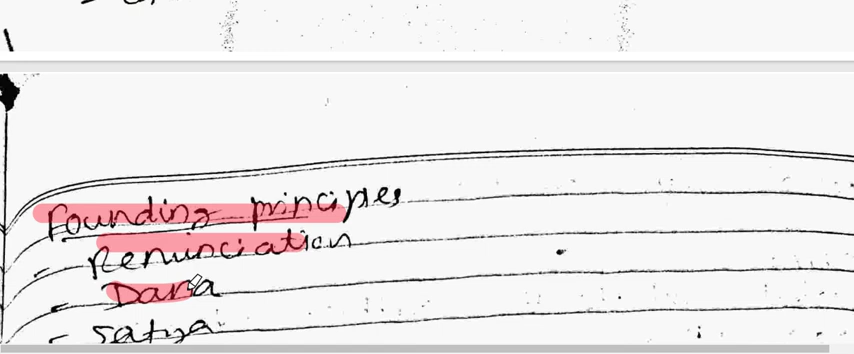 Founding principles
- Renunciation
- Dana
- Satya